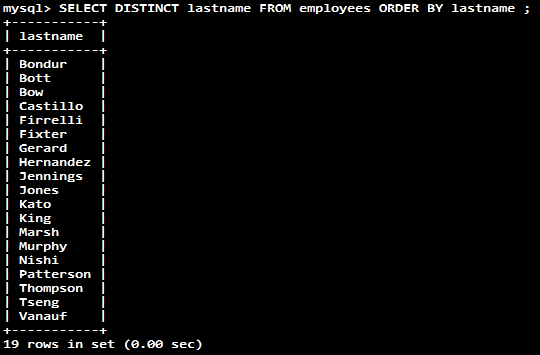 mysql> SELECT DISTINCT lastname FROM employees ORDER BY lastname ;
+-----------+
| lastname  |
+-----------+
| Bondur    |
| Bott      |
| Bow       |
| Castillo  |
| Firrelli  |
| Fixter    |
| Gerard    |
| Hernandez |
| Jennings  |
| Jones     |
| Kato      |
| King      |
| Marsh     |
| Murphy    |
| Nishi     |
| Patterson |
| Thompson  |
| Tseng     |
| Vanauf    |
+-----------+
19 rows in set (0.00 sec)